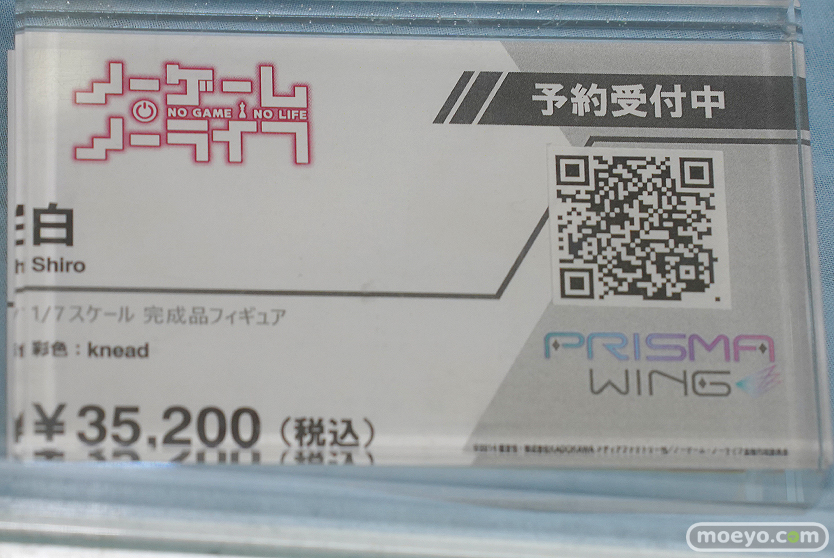 ノーゲーム
NO GAME NO LIFE
ノーライフ
予約受付中
白
Shiro
1/7スケール 完成品フィギュア
彩色：knead
¥35,200（税込）
PRISMA
WING
moeyo.com